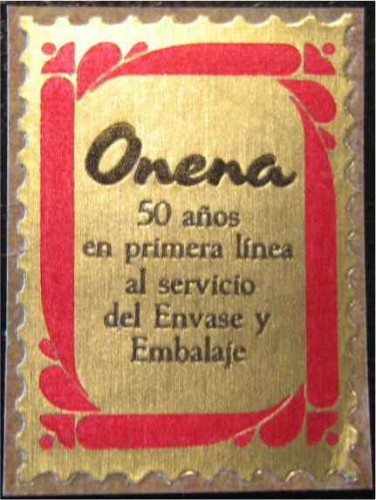 Onena
50 años
en primera línea
al servicio
del Envase y
Embalaje